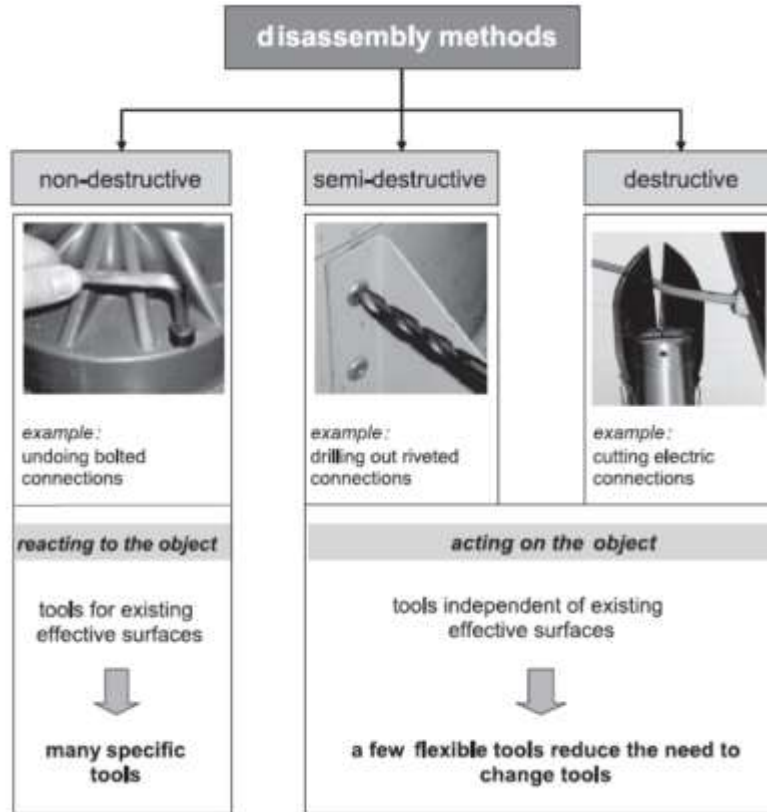 disassembly methods
non-destructive
semi-destructive
destructive
example:
undoing bolted
connections
example:
drilling out riveted
connections
example:
cutting electric
connections
reacting to the object
acting on the object
tools for existing
effective surfaces
tools independent of existing
effective surfaces
many specific
tools
a few flexible tools reduce the need to
change tools